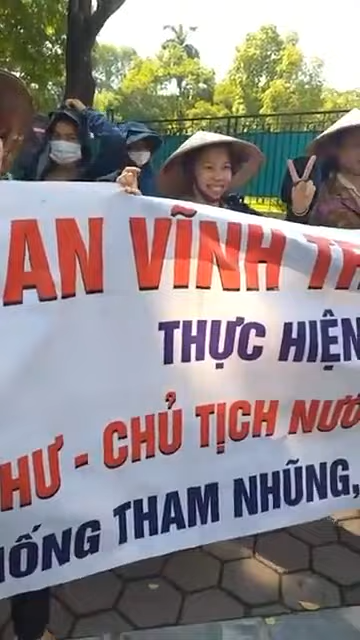 AN VĨNH TH
THỰC HIỆN
HƯ - CHỦ TỊCH NƯỚ
HỐNG THAM NHŨNG,